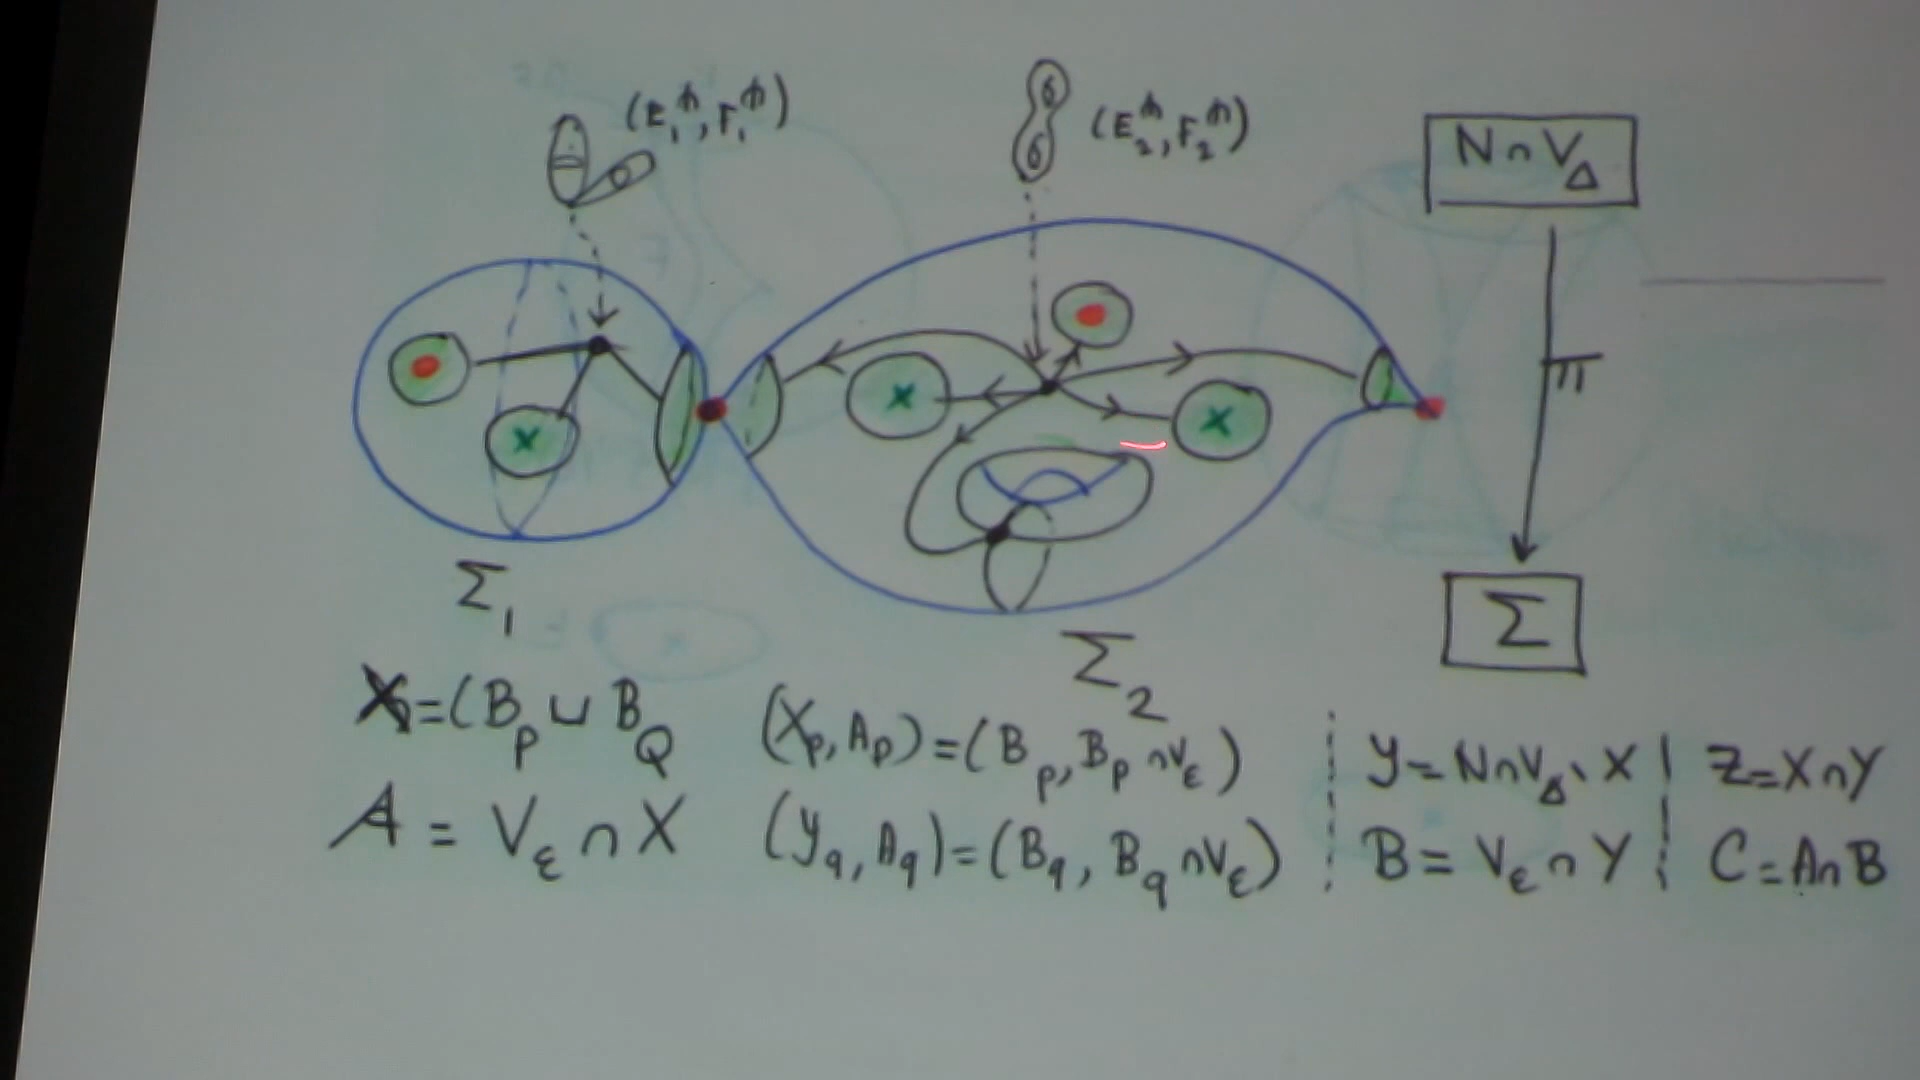 (E₁^⋔, F₁^⋔)
(E₂^⋔, F₂^⋔)
N∩V_Δ
x
x
x
π
Σ
Σ₁
Σ₂
X=(B_p ⊔ B_Q
(X_p, A_p)=(B_p, B_p∩V_ε)
Y=N∩V_Δ∖X
Z=X∩Y
A = V_ε∩X
(Y_q, A_q)=(B_q, B_q∩V_ε)
B=V_ε∩Y
C=A∩B